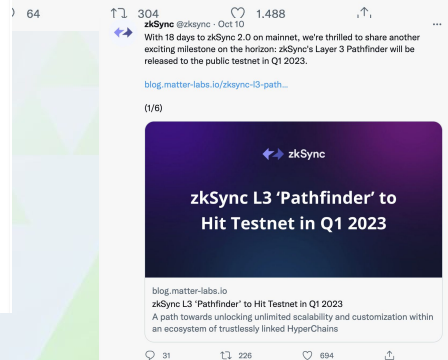 64 304 1.488
zkSync @zksync · Oct 10
With 18 days to zkSync 2.0 on mainnet, we're thrilled to share another
exciting milestone on the horizon: zkSync's Layer 3 Pathfinder will be
released to the public testnet in Q1 2023.
blog.matter-labs.io/zksync-l3-path...
(1/6)
zkSync
zkSync L3 ‘Pathfinder’ to
Hit Testnet in Q1 2023
blog.matter-labs.io
zkSync L3 ‘Pathfinder’ to Hit Testnet in Q1 2023
A path towards unlocking unlimited scalability and customization within
an ecosystem of trustlessly linked HyperChains
31 226 694